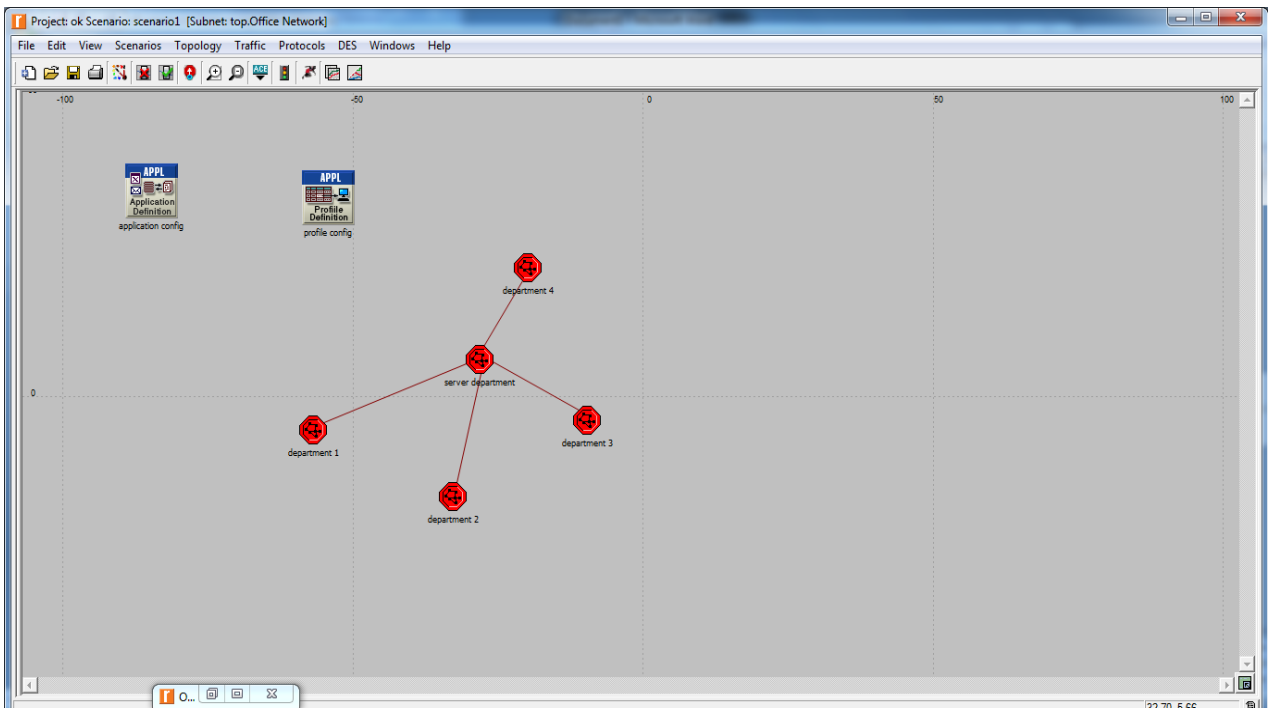 Project: ok Scenario: scenario1 [Subnet: top.Office Network]
File Edit View Scenarios Topology Traffic Protocols DES Windows Help
ACE
-100 -50 0 50 100
APPL
Application
Definition
application config
APPL
Profile
Definition
profile config
department 4
server department
0
department 3
department 1
department 2
O...